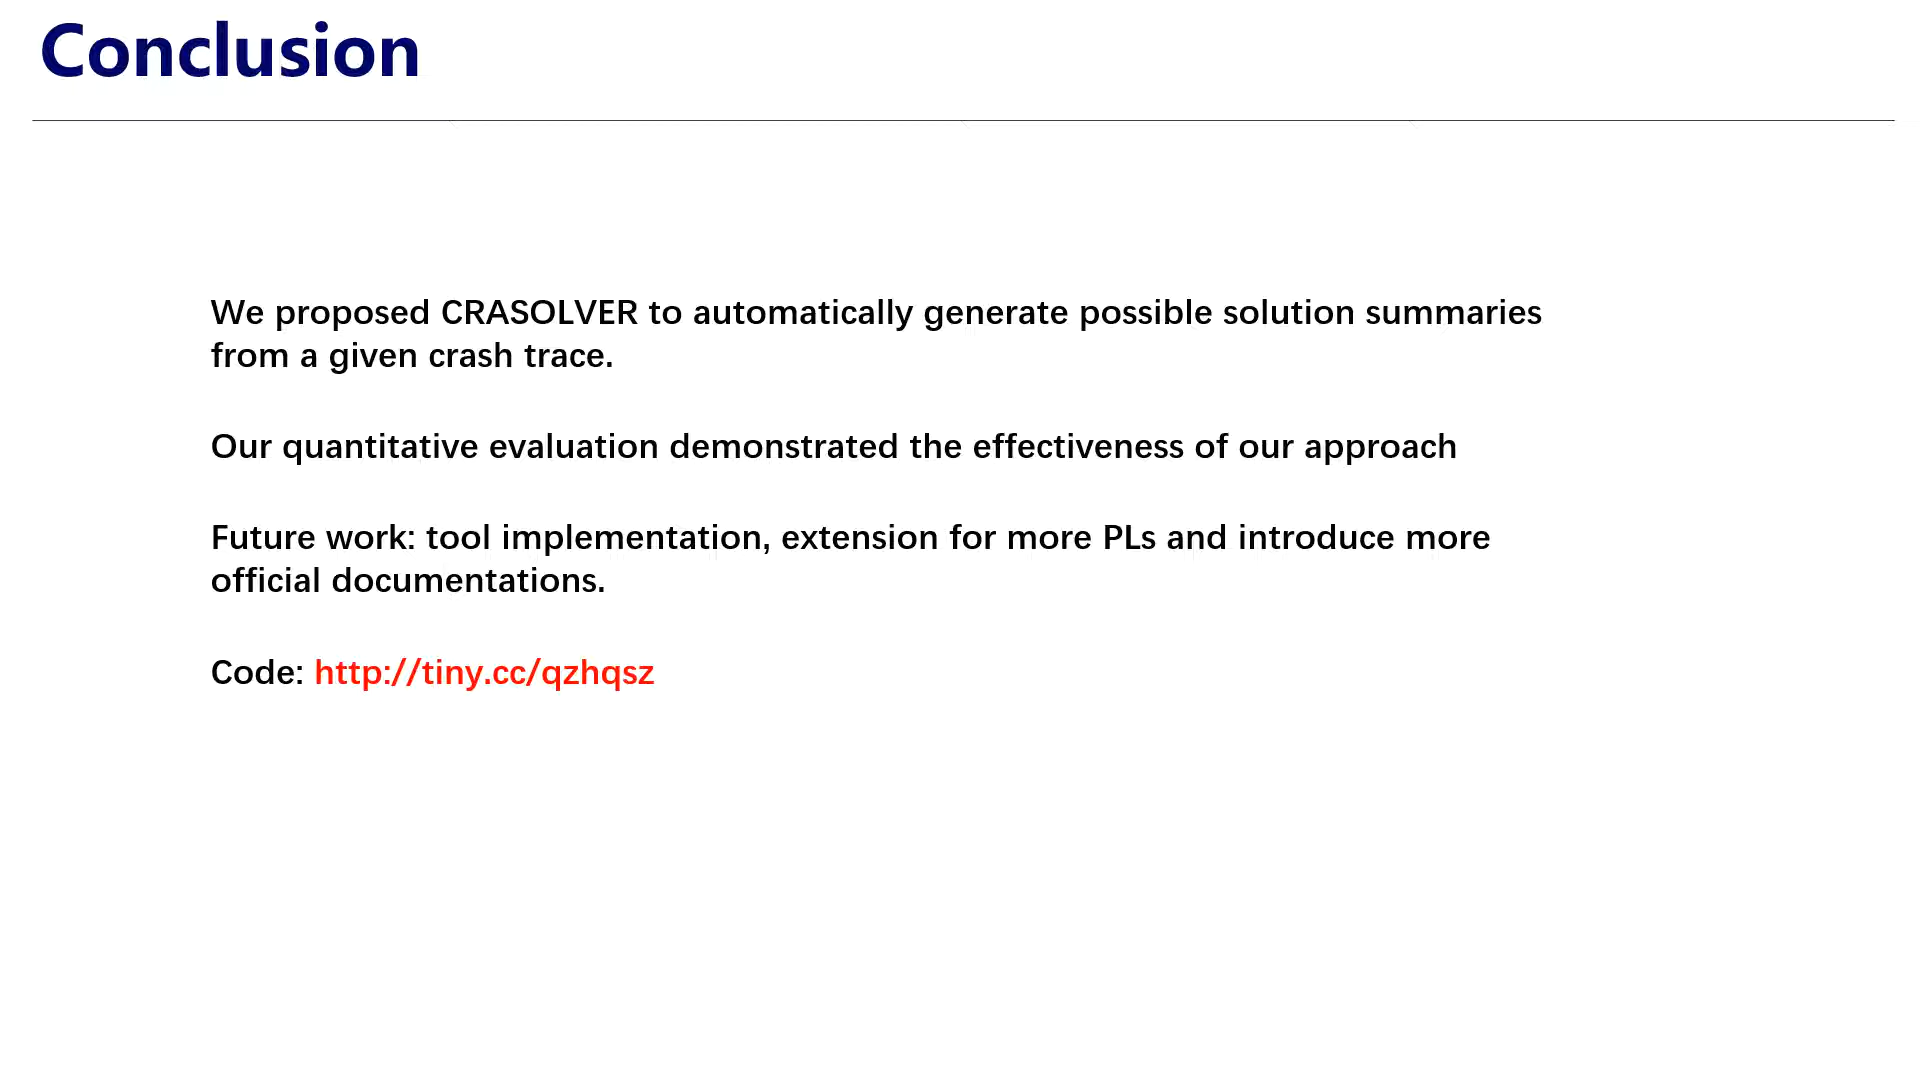 Conclusion
We proposed CRASOLVER to automatically generate possible solution summaries
from a given crash trace.
Our quantitative evaluation demonstrated the effectiveness of our approach
Future work: tool implementation, extension for more PLs and introduce more
official documentations.
Code: http://tiny.cc/qzhqsz